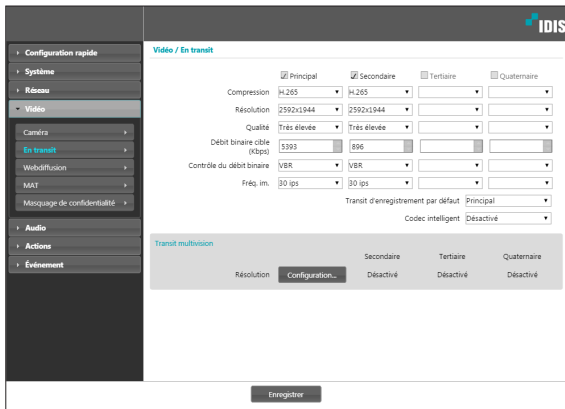 IDIS
Configuration rapide
Système
Réseau
Vidéo
Caméra
En transit
Webdiffusion
MAT
Masquage de confidentialité
Audio
Actions
Événement
Vidéo / En transit
Principal Secondaire Tertiaire Quaternaire
Compression H.265 H.265
Résolution 2592x1944 2592x1944
Qualité Très élevée Très élevée
Débit binaire cible
(Kbps) 5393 896
Contrôle du débit binaire VBR VBR
Fréq. im. 30 ips 30 ips
Transit d'enregistrement par défaut Principal
Codec intelligent Désactivé
Transit multivision
Secondaire Tertiaire Quaternaire
Résolution Configuration... Désactivé Désactivé Désactivé
Enregistrer